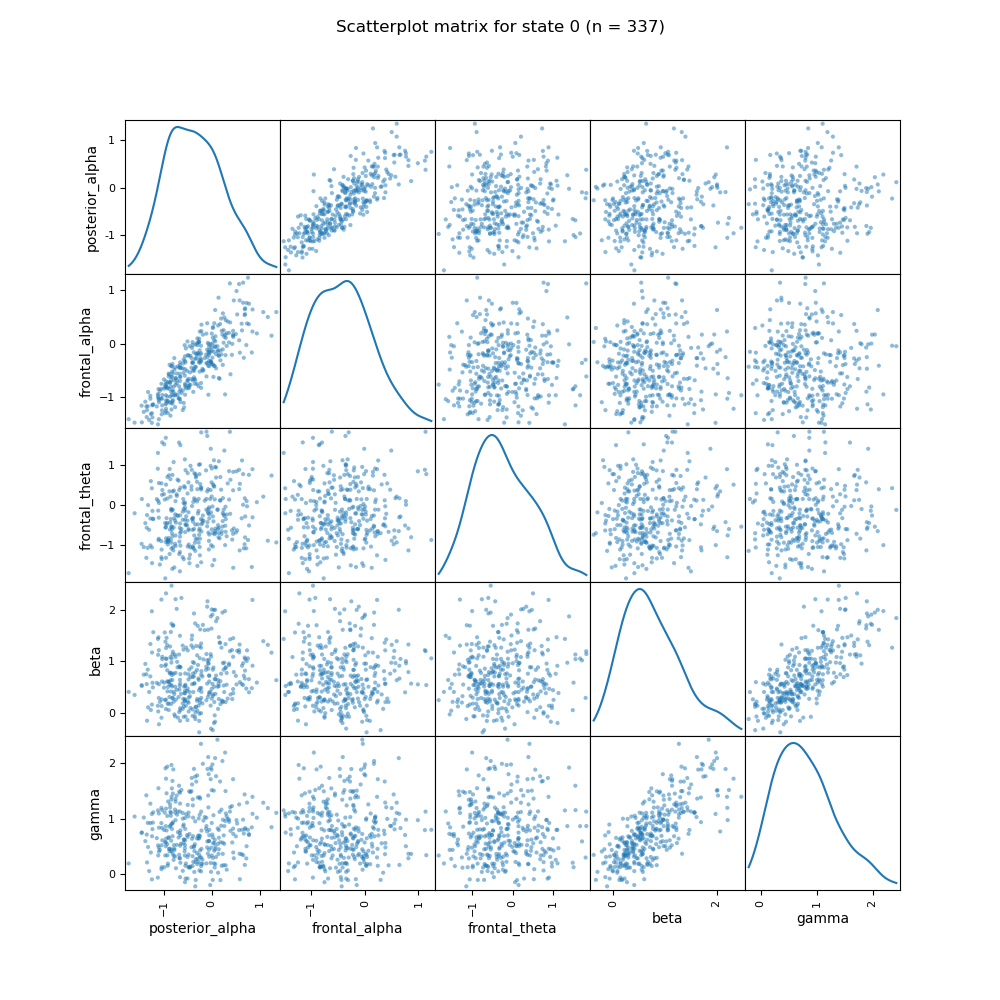 Scatterplot matrix for state 0 (n = 337)
posterior_alpha
1
0
-1
frontal_alpha
1
0
−1
frontal_theta
1
0
−1
beta
2
1
0
gamma
2
1
0
−1
0
1
−1
0
1
−1
0
1
0
2
0
1
2
posterior_alpha
frontal_alpha
frontal_theta
beta
gamma